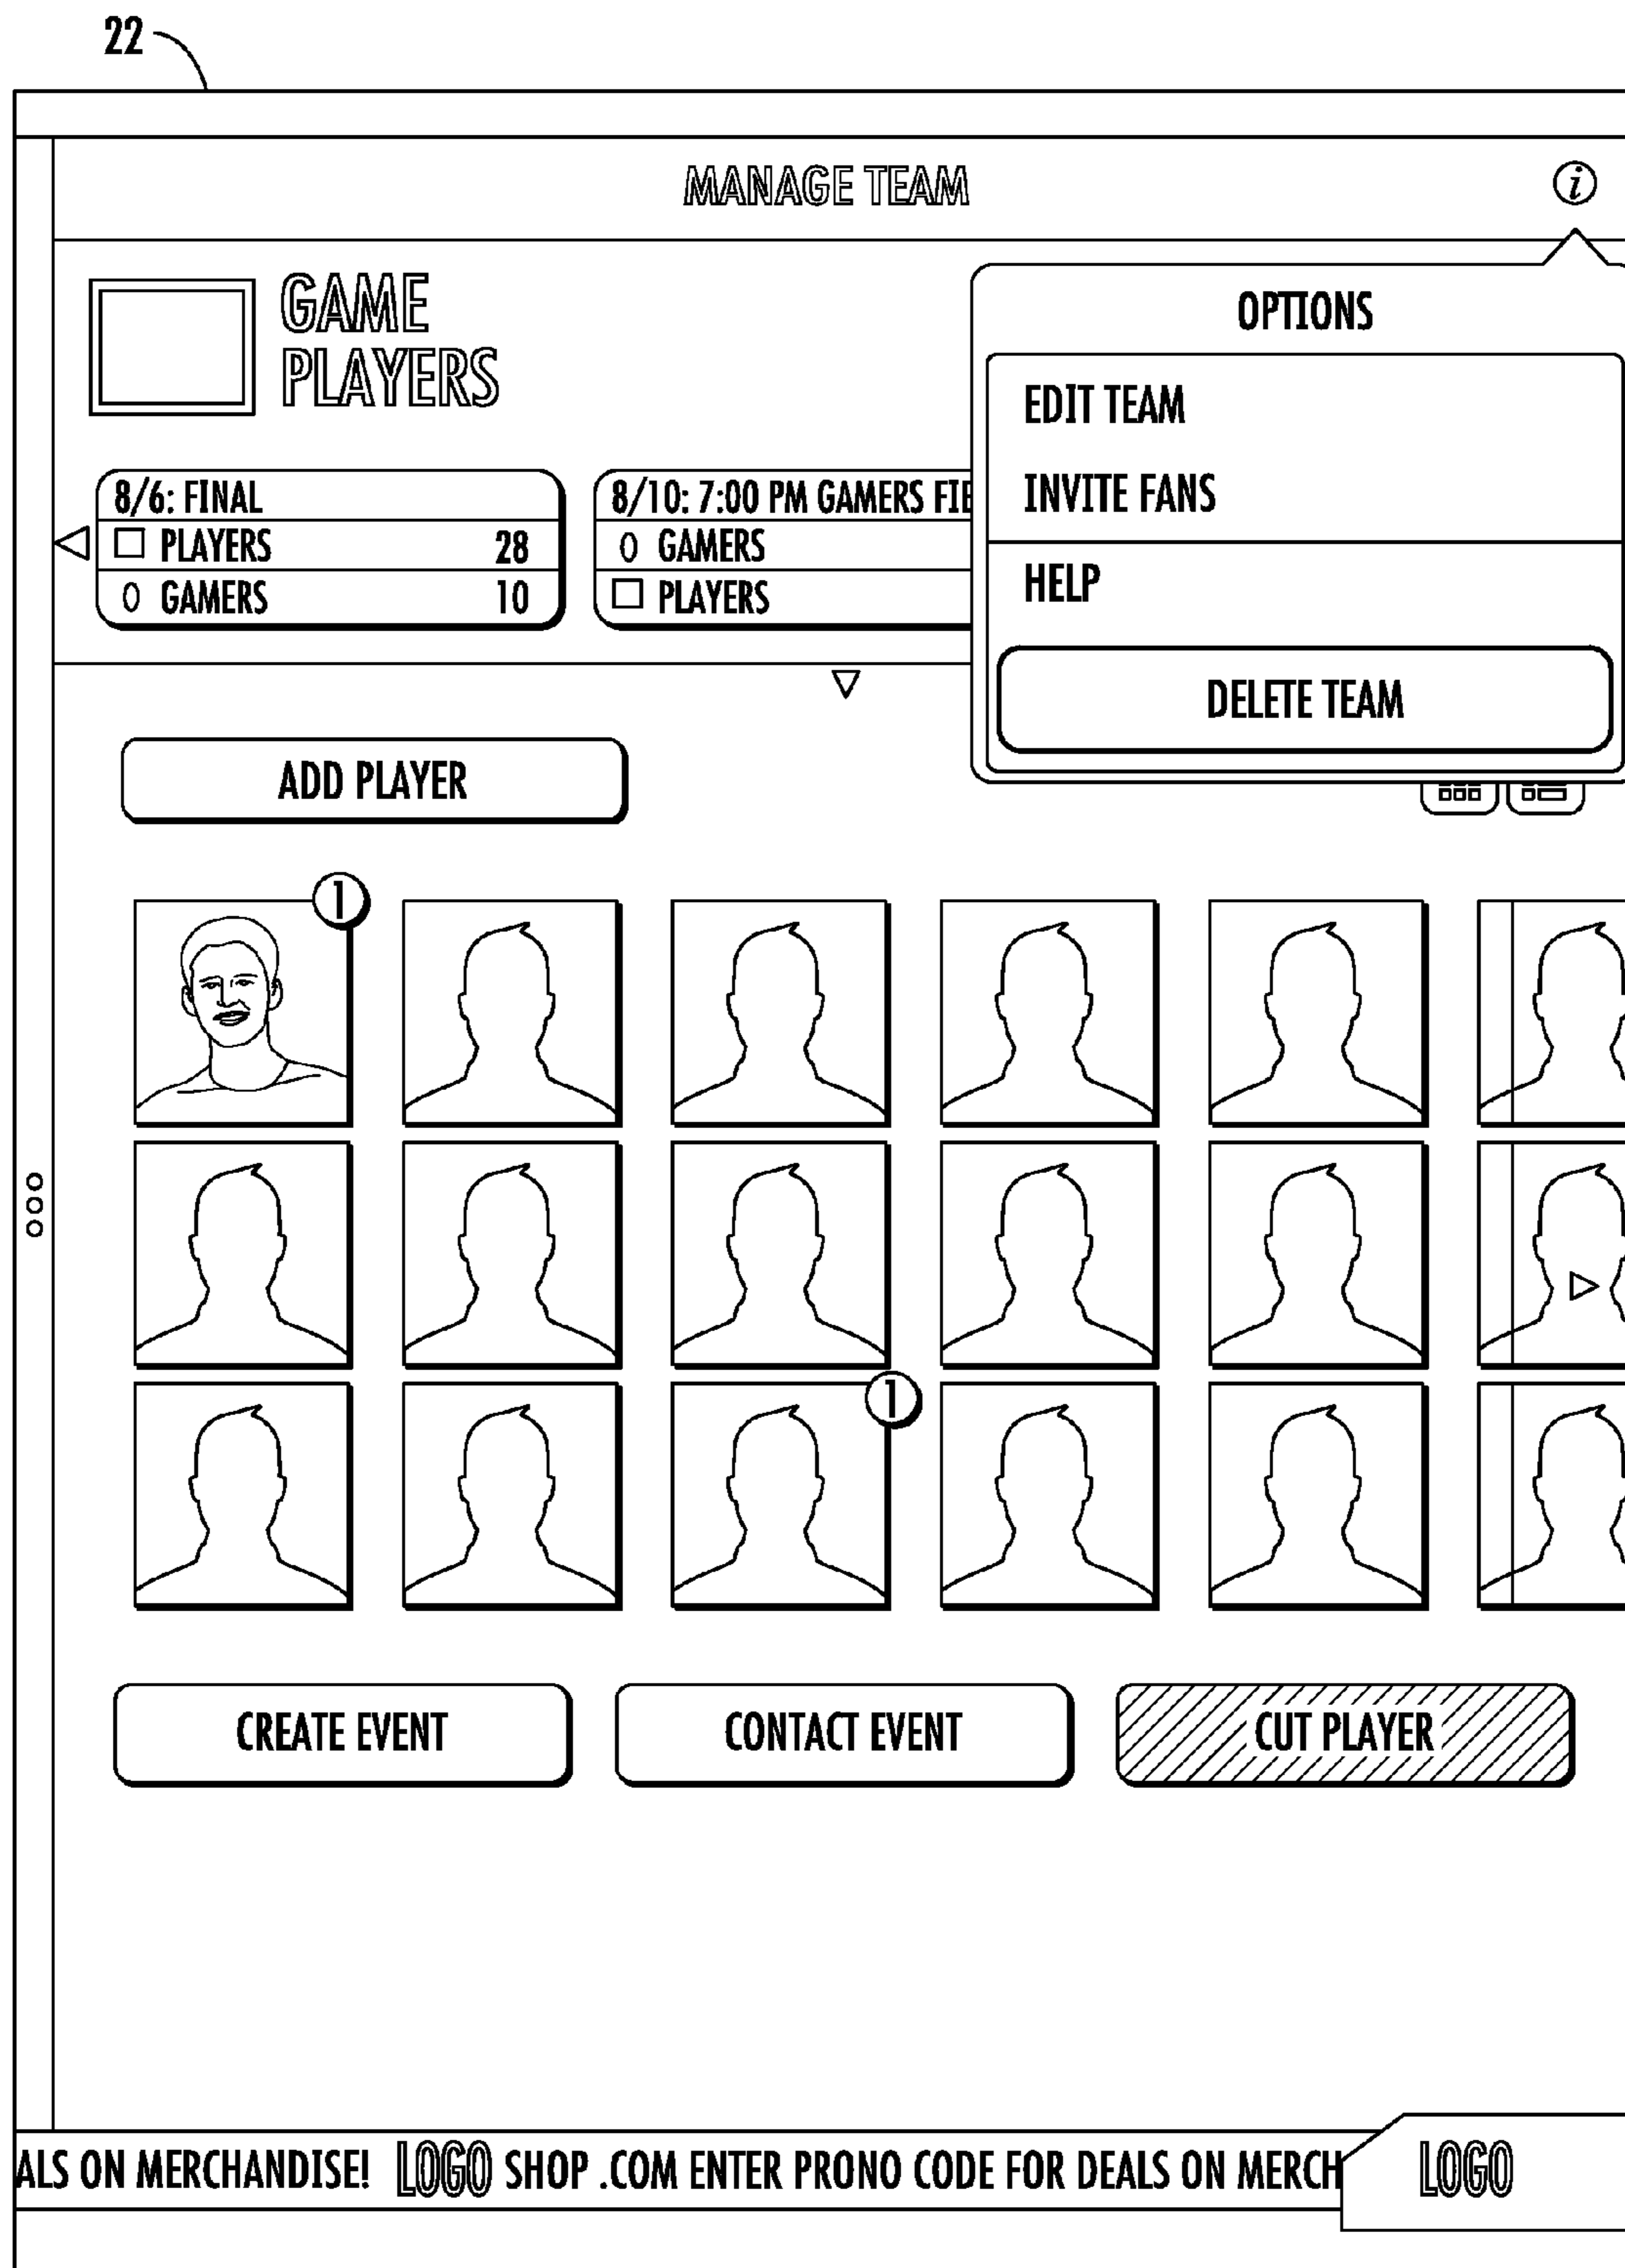 22
MANAGE TEAM
i
GAME
PLAYERS
OPTIONS
EDIT TEAM
INVITE FANS
HELP
DELETE TEAM
8/6: FINAL
PLAYERS 28
GAMERS 10
8/10: 7:00 PM GAMERS FIE
GAMERS
PLAYERS
ADD PLAYER
1
1
CREATE EVENT
CONTACT EVENT
CUT PLAYER
ALS ON MERCHANDISE! LOGO SHOP .COM ENTER PRONO CODE FOR DEALS ON MERCH
LOGO